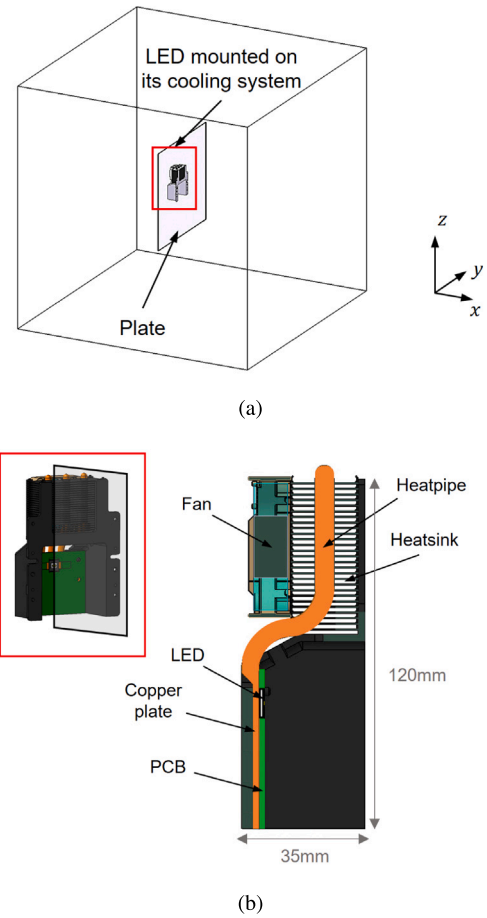 LED mounted on
its cooling system
z
y
x
Plate
(a)
Heatpipe
Fan
Heatsink
LED
120mm
Copper
plate
PCB
35mm
(b)